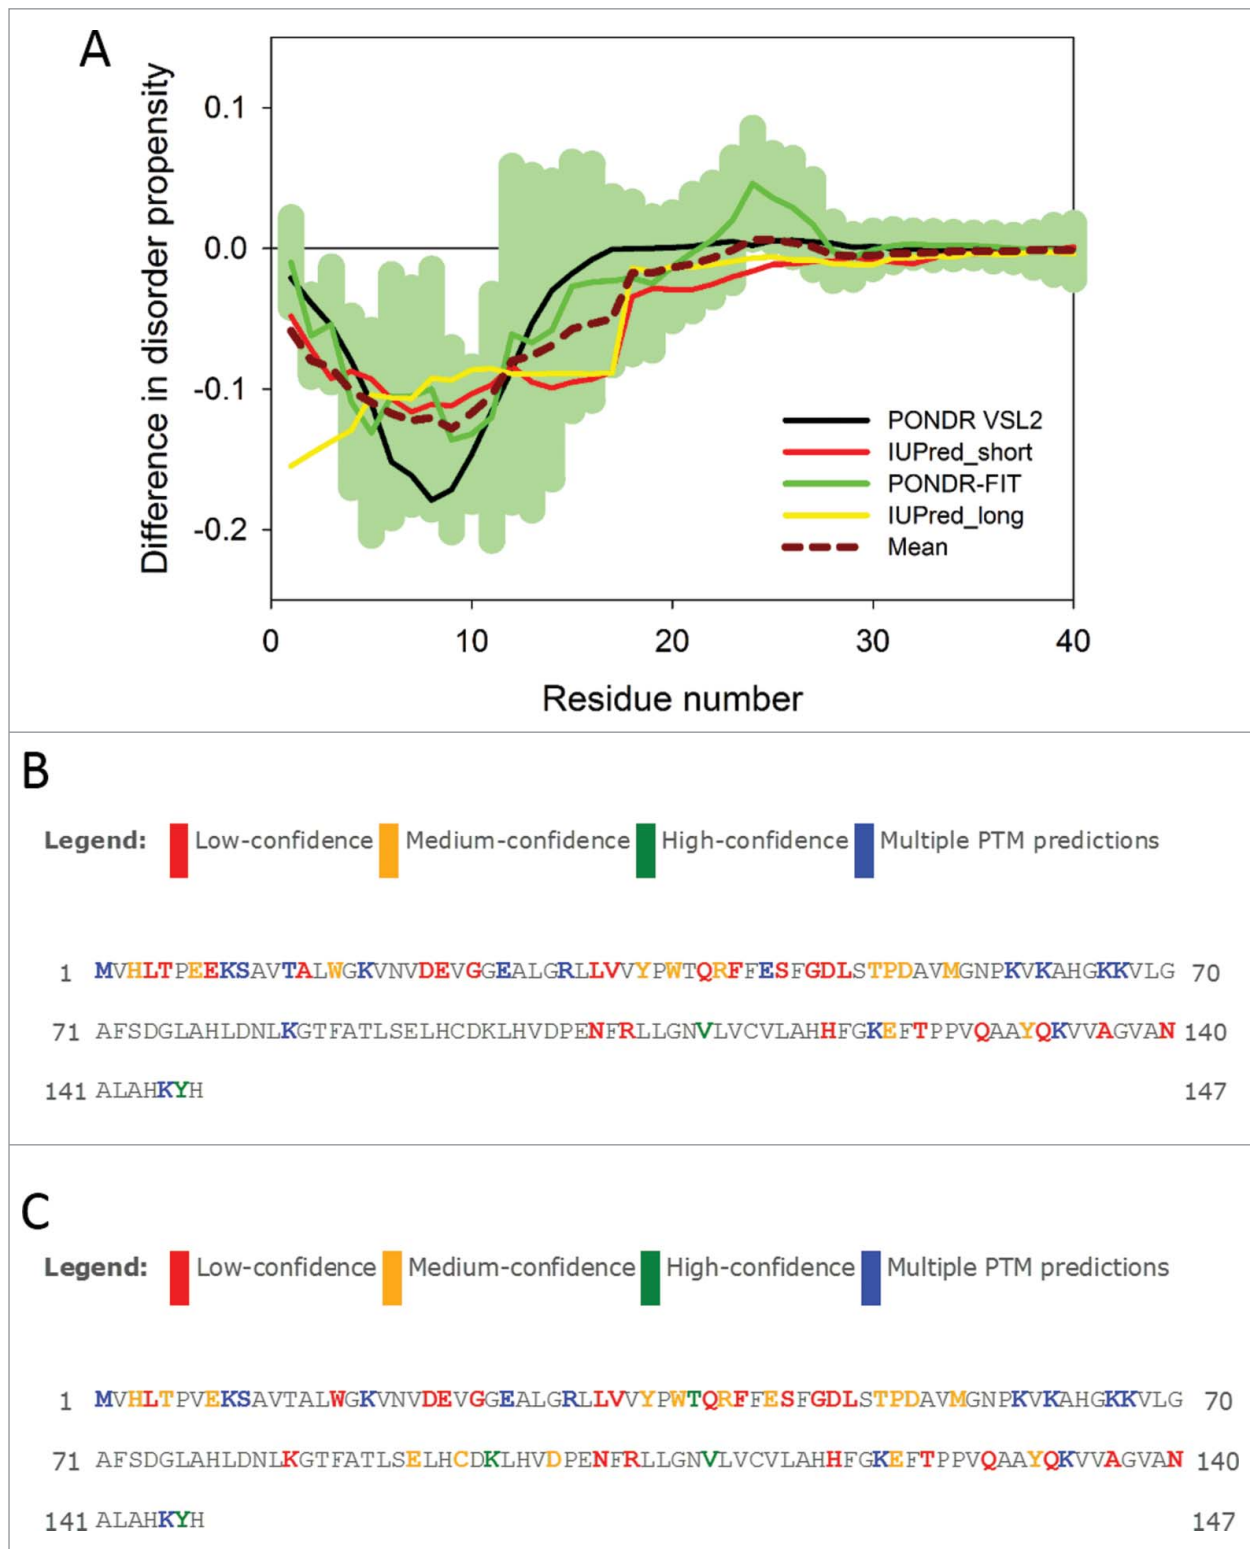 A
Difference in disorder propensity
0.1
0.0
-0.1
-0.2
PONDR VSL2
IUPred_short
PONDR-FIT
IUPred_long
Mean
0 10 20 30 40
Residue number
B
Legend: Low-confidence Medium-confidence High-confidence Multiple PTM predictions
1 MVHLTPEEKSAVTALWGKVNVDEVGGEALGRLLVVYPWTQRFFESFGDLSTPDAVMGNPKVKAHGKKVLG 70
71 AFSDGLAHLDNLKGTFATLSELHCDKLHVDPENFRLLGNVLVCVLAHHFGKEFTPPVQAAYQKVVAGVAN 140
141 ALAHKYH 147
C
Legend: Low-confidence Medium-confidence High-confidence Multiple PTM predictions
1 MVHLTPVEKSAVTALWGKVNVDEVGGEALGRLLVVYPWTQRFFESFGDLSTPDAVMGNPKVKAHGKKVLG 70
71 AFSDGLAHLDNLKGTFATLSELHCDKLHVDPENFRLLGNVLVCVLAHHFGKEFTPPVQAAYQKVVAGVAN 140
141 ALAHKYH 147